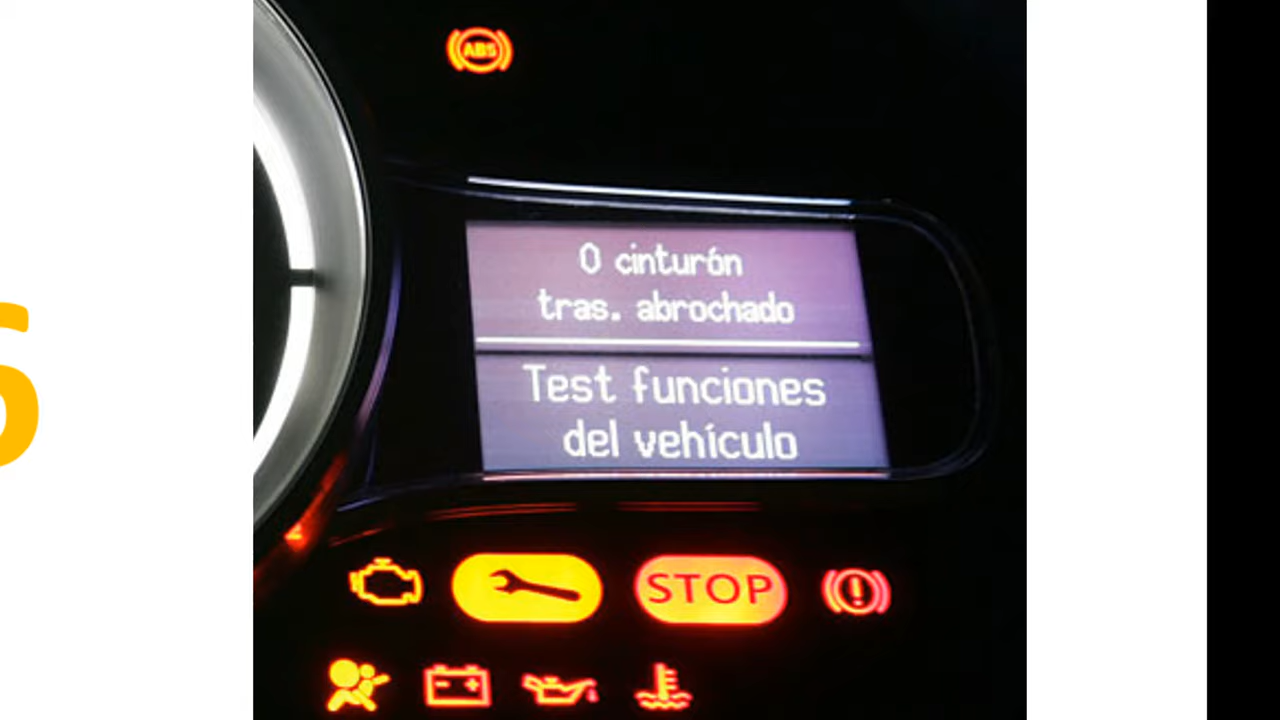 ABS
0 cinturón
tras. abrochado
Test funciones
del vehículo
STOP